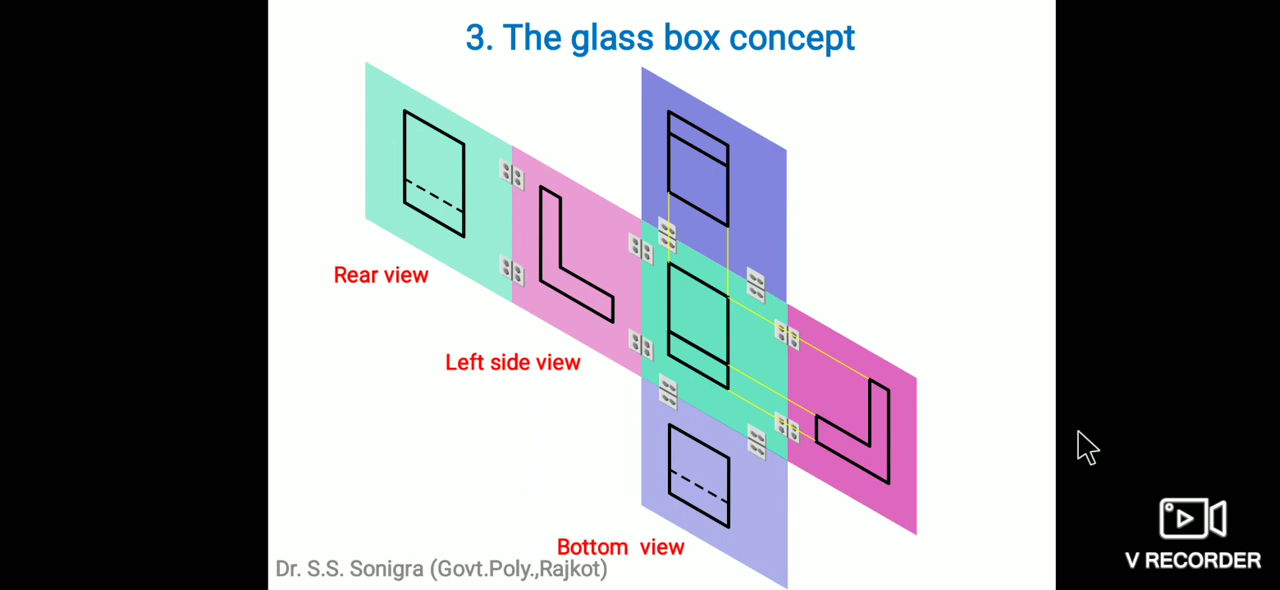 3. The glass box concept
Rear view
Left side view
Bottom view
Dr. S.S. Sonigra (Govt.Poly.,Rajkot)
V RECORDER